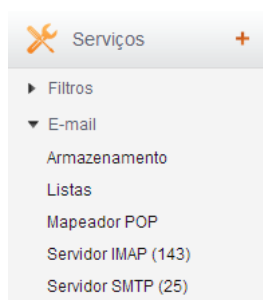 Serviços +
Filtros
E-mail
Armazenamento
Listas
Mapeador POP
Servidor IMAP (143)
Servidor SMTP (25)